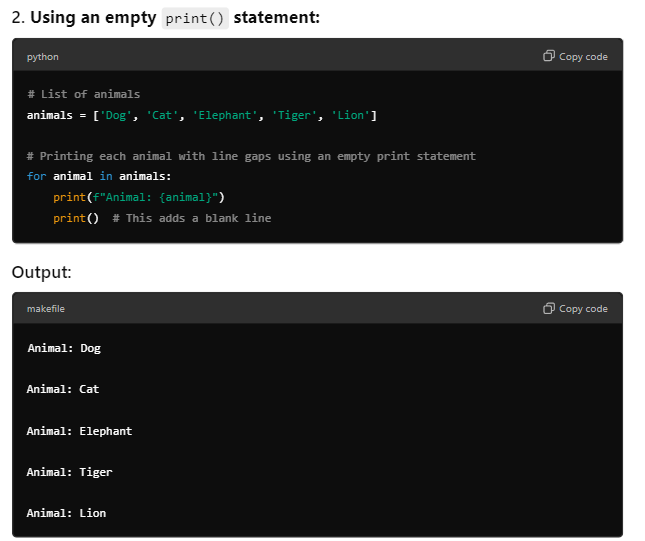 2. Using an empty print() statement:
python
Copy code
# List of animals
animals = ['Dog', 'Cat', 'Elephant', 'Tiger', 'Lion']
# Printing each animal with line gaps using an empty print statement
for animal in animals:
    print(f"Animal: {animal}")
    print()  # This adds a blank line
Output:
makefile
Copy code
Animal: Dog
Animal: Cat
Animal: Elephant
Animal: Tiger
Animal: Lion